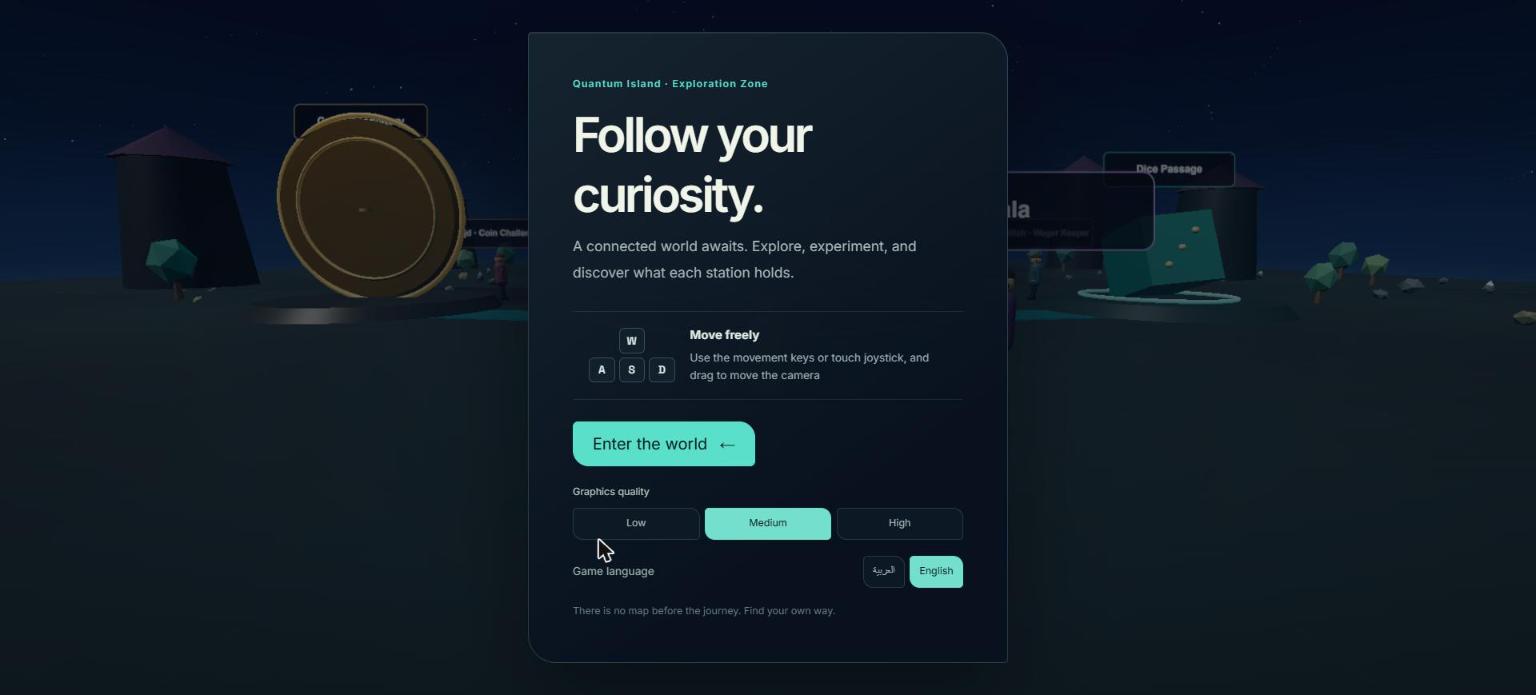 Quantum Island · Exploration Zone
Follow your
curiosity.
A connected world awaits. Explore, experiment, and
discover what each station holds.
W
A S D
Move freely
Use the movement keys or touch joystick, and
drag to move the camera
Enter the world ←
Graphics quality
Low Medium High
Game language
العربية English
There is no map before the journey. Find your own way.
Dice Passage